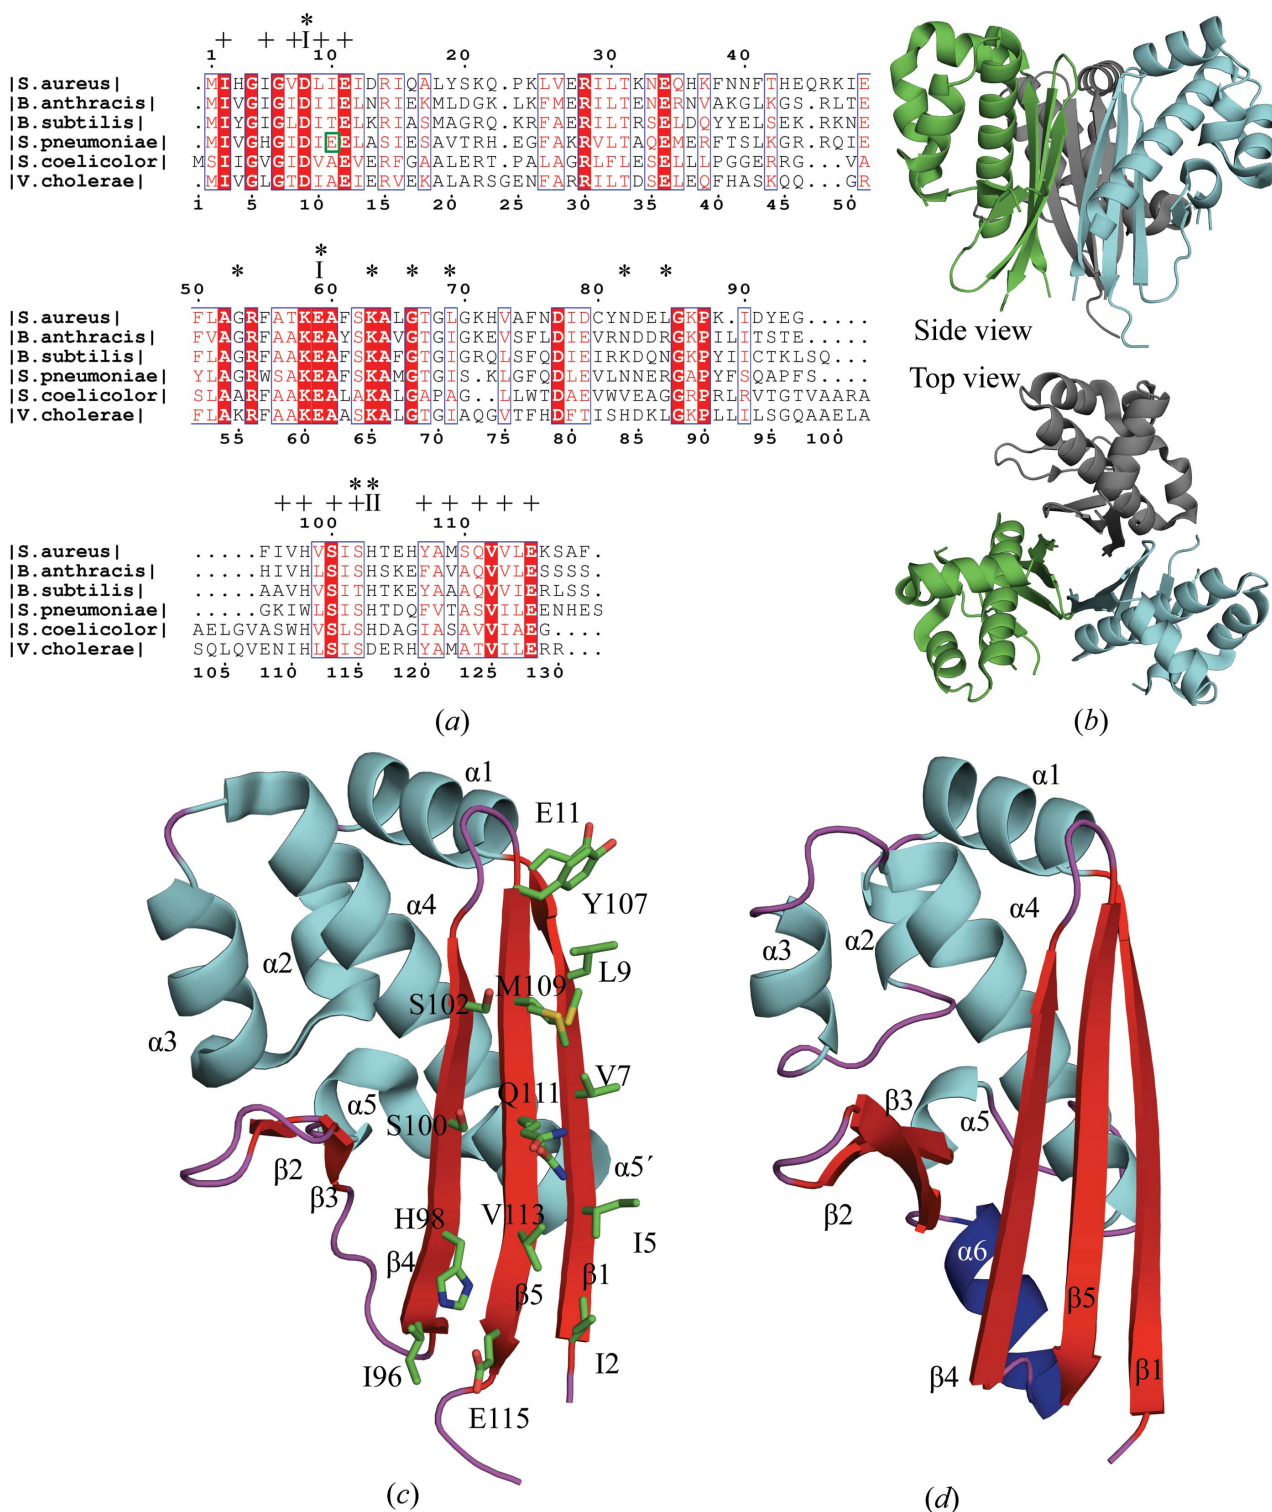 *
+ + + I + +
1 10 20 30 40
|S.aureus| .MIHGIGVDLIEIDRIQALYSKQ.PKLVERILTKNEQHKFNNFTHEQRKIE
|B.anthracis| .MIVGIGIDIIELNRIEKMLDGK.LKFMERILTENERNVAKGLKGS.RLTE
|B.subtilis| .MIYGIGLDITELKRIASMAGRQ.KRFAERILTRSELDQYYELSEK.RKNE
|S.pneumoniae| .MIVGHGIDIEELASIESAVTRH.EGFAKRVLTAQEMERFTSLKG.RRQIE
|S.coelicolor| MSIIGVGIDVAEVERFGAALERT.PALAGRLFLESELLLPGGERRG...VA
|V.cholerae| .MIVGLGTDIAEIERVEKALARSGENFARRILTDSELEQFHASKQQ...GR
1 5 10 15 20 25 30 35 40 45 50
* * * * * * *
I
50 60 70 80 90
|S.aureus| FLAGRFATKEAFSKALGTGLGKHVAFNDIDCYNDELGKPK.IDYEG.....
|B.anthracis| FVAGRFAAKEAYSKAVGTGIGKEVSFLDIEVRNDDRGKPILITSTE.....
|B.subtilis| FLAGRFAAKEAFSKAFGTGIGRQLSFQDIEIRKDQNGKPYIICTKLSQ...
|S.pneumoniae| YLAGRWSAKEAFSKAMGTGIS.KLGFQDLEVLNNERGAPYFSQAPFS....
|S.coelicolor| SLAARFAAKEALAKALGAPAG..LLWTDAEVWVEAGGRPRLRVTGTVAARA
|V.cholerae| FLAKRFAAKEAASKALGTGIAQGVTFHDFTISHDKLGKPLLILSGQAAELA
55 60 65 70 75 80 85 90 95 100
* *
++ + + II + + + + +
100 110
|S.aureus| .....FIVHVSISHTEHYAMSQVVLEKSAF.
|B.anthracis| .....HIVHLSISHSKEFAVAQVVLESSSS.
|B.subtilis| .....AAVHVSITHTKEYAAAQVVIERLSS.
|S.pneumoniae| .....GKIWLSISHTDQFVTASVILEENHES
|S.coelicolor| AELGVASWHVSLSHDAGIASAVVIAEG....
|V.cholerae| SQLQVENIHLSISDERHYAMATVILERR...
105 110 115 120 125 130
(a)
Side view
Top view
(b)
α1
E11
Y107
α4
α2
L9
M109
S102
α3
V7
Q111
α5
S100
α5´
β2
β3
V113
H98
I5
β4
β5
β1
I96
I2
E115
(c)
α1
α4
α2
α3
β3
α5
β2
α6
β5
β4
β1
(d)